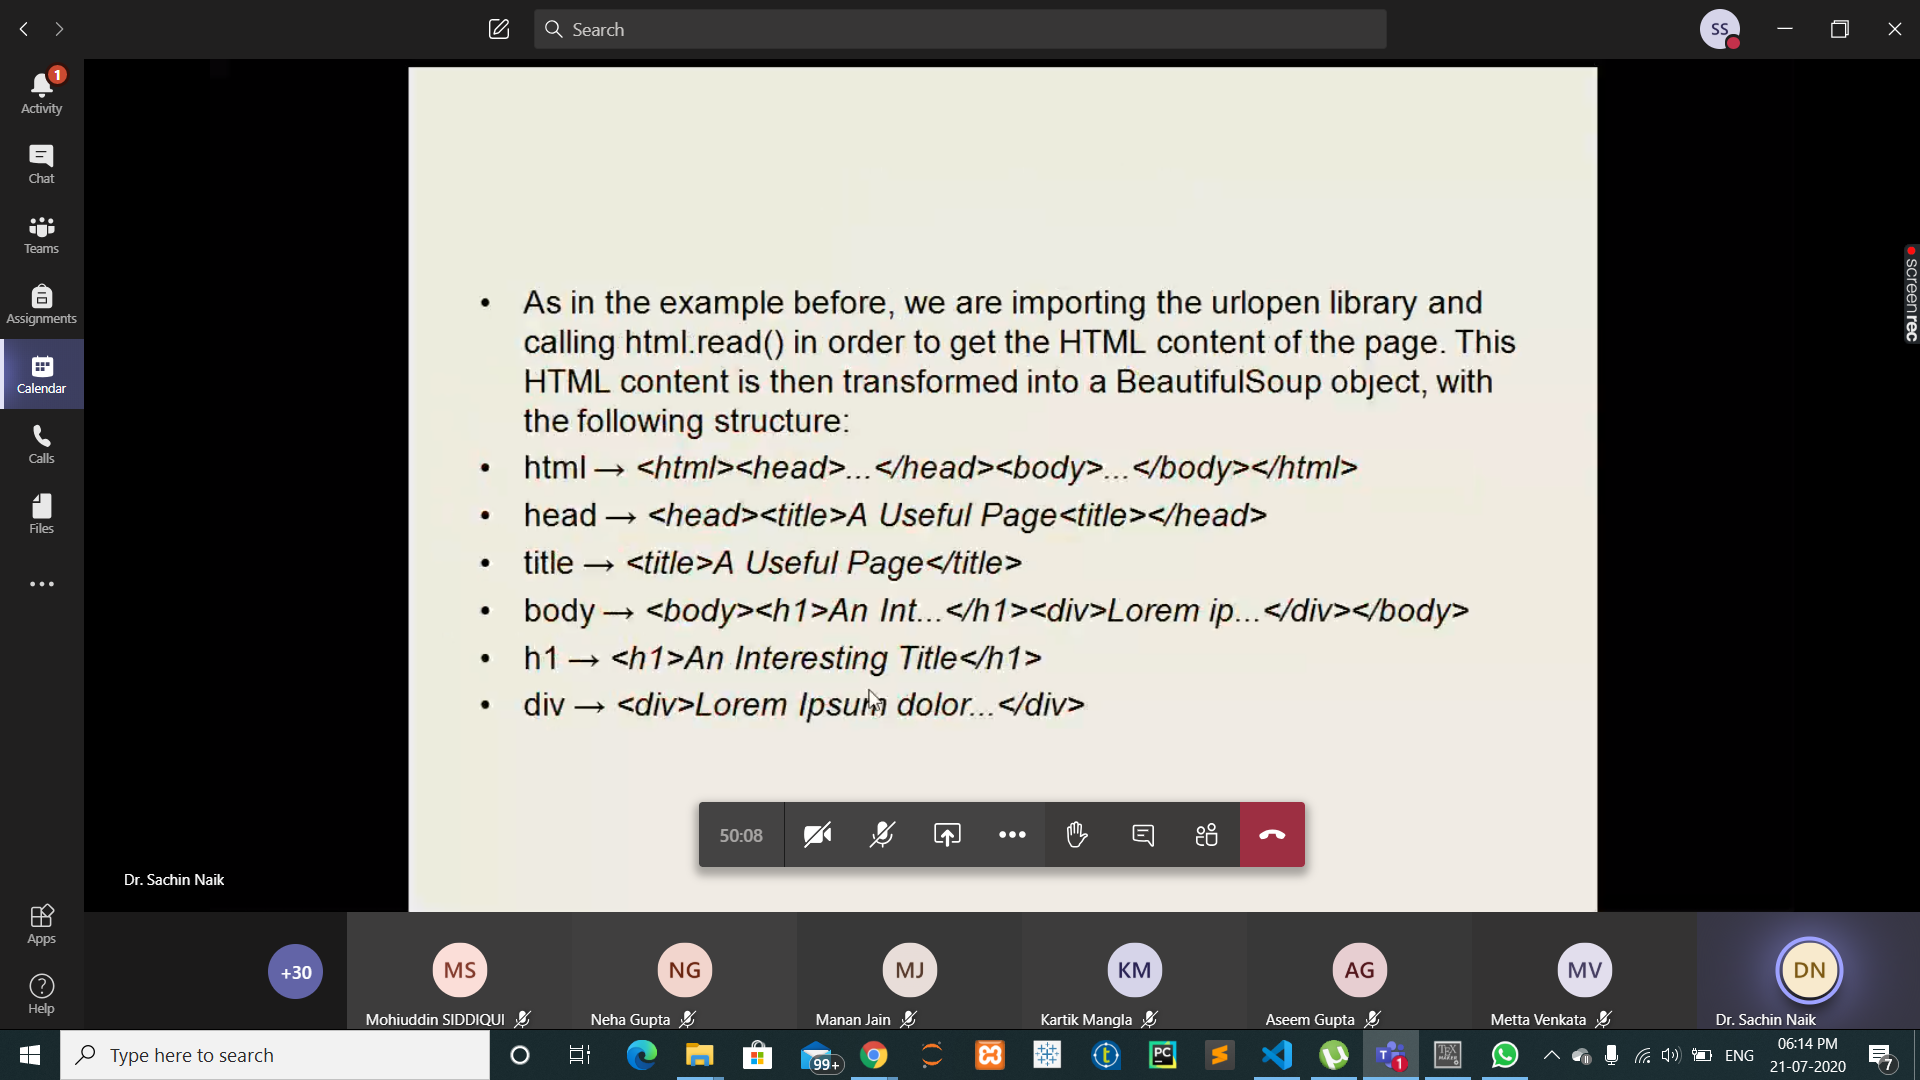 Search
SS
1
Activity
Chat
Teams
Assignments
Calendar
Calls
Files
Apps
Help
• As in the example before, we are importing the urlopen library and
calling html.read() in order to get the HTML content of the page. This
HTML content is then transformed into a BeautifulSoup object, with
the following structure:
• html → <html><head>...</head><body>...</body></html>
• head → <head><title>A Useful Page<title></head>
• title → <title>A Useful Page</title>
• body → <body><h1>An Int...</h1><div>Lorem ip...</div></body>
• h1 → <h1>An Interesting Title</h1>
• div → <div>Lorem Ipsum dolor...</div>
screenrec
50:08
Dr. Sachin Naik
+30
MS
NG
MJ
KM
AG
MV
DN
Mohiuddin SIDDIQUI
Neha Gupta
Manan Jain
Kartik Mangla
Aseem Gupta
Metta Venkata
Dr. Sachin Naik
Type here to search
99+
PC
1
ENG
06:14 PM
21-07-2020
7